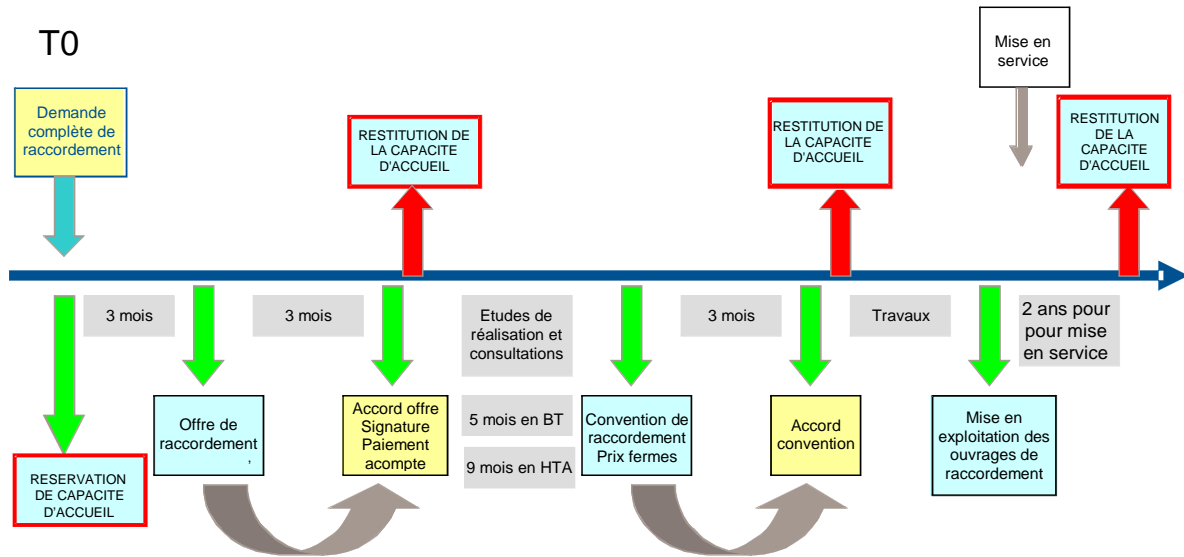 T0
Mise en
service
Demande
complète de
raccordement
RESTITUTION DE
LA CAPACITE
D'ACCUEIL
RESTITUTION DE
LA CAPACITE
D'ACCUEIL
RESTITUTION
DE LA
CAPACITE
D'ACCUEIL
3 mois
3 mois
Etudes de
réalisation et
consultations
3 mois
Travaux
2 ans pour
pour mise
en service
Offre de
raccordement
,
Accord offre
Signature
Paiement
acompte
5 mois en BT
9 mois en HTA
Convention de
raccordement
Prix fermes
Accord
convention
Mise en
exploitation des
ouvrages de
raccordement
RESERVATION
DE CAPACITE
D'ACCUEIL